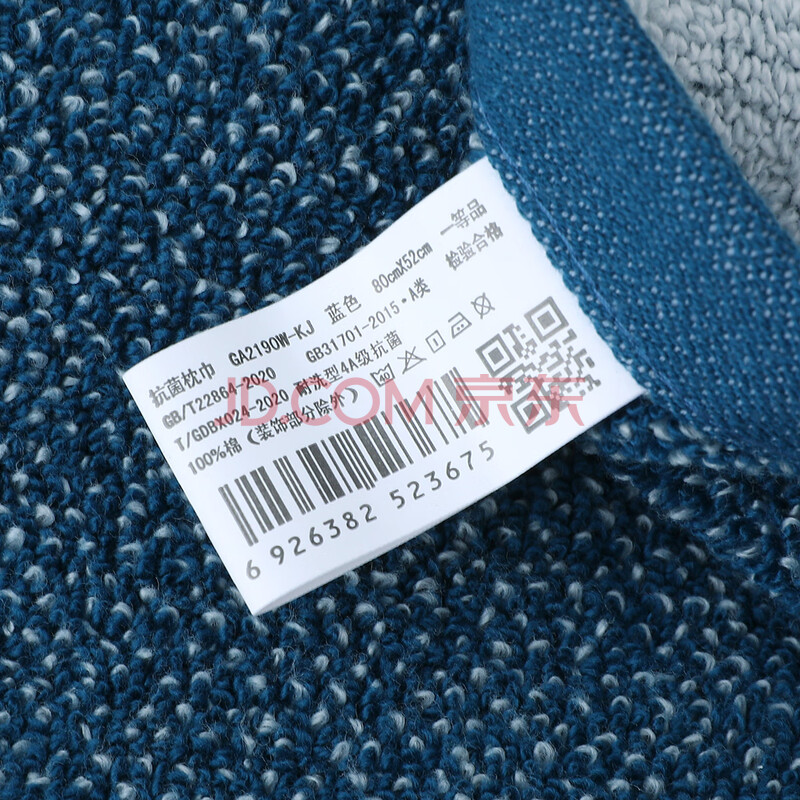 抗菌枕巾 GA2190W-KJ 蓝色 80cmX52cm 一等品
GB/T22864-2020 GB31701-2015·A类 检验合格
T/GDBX024-2020 耐洗型4A级抗菌
100%棉（装饰部分除外）
6 926382 523675
JD.COM 京东